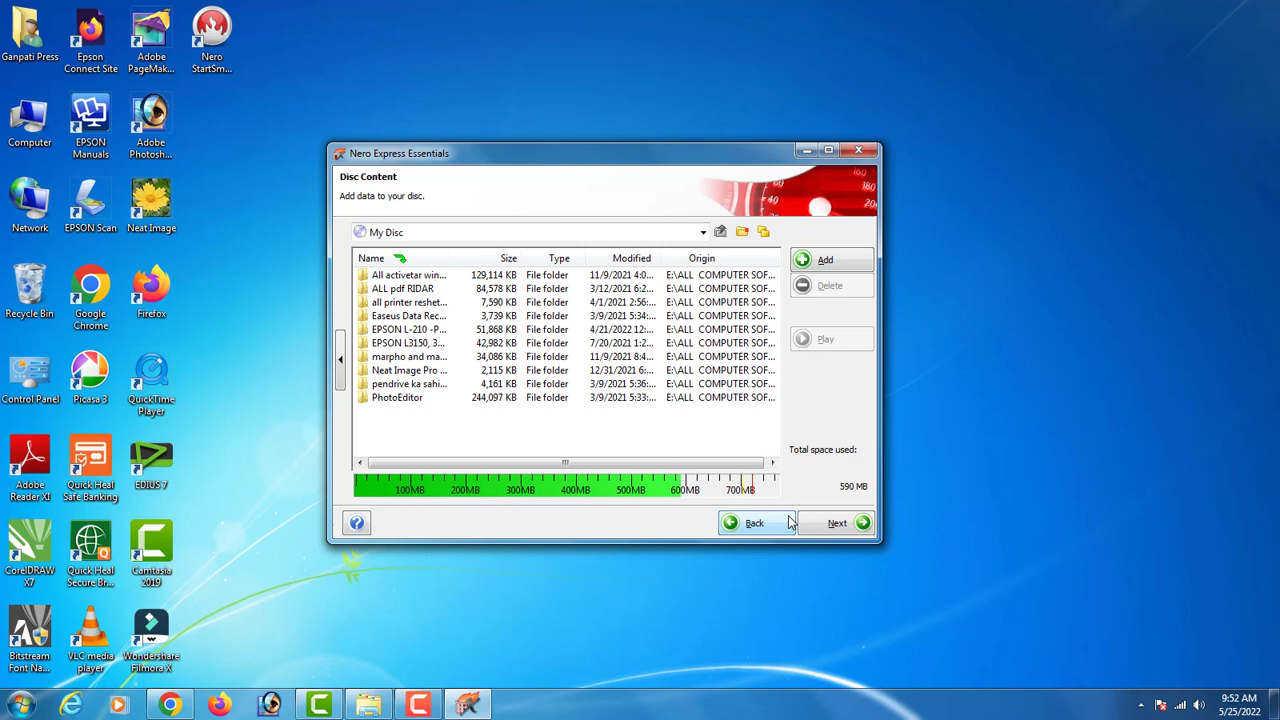 Ganpati Press
Epson
Connect Site
Adobe
PageMak...
Nero
StartSm...
Computer
EPSON
Manuals
Adobe
Photosh...
Network
EPSON Scan
Neat Image
Recycle Bin
Google
Chrome
Firefox
Control Panel
Picasa 3
QuickTime
Player
Adobe
Reader XI
Quick Heal
Safe Banking
EDIUS 7
CorelDRAW
X7
Quick Heal
Secure Br...
Camtasia
2019
Bitstream
Font Na...
VLC media
player
Wondershare
Filmora X
Nero Express Essentials
Disc Content
Add data to your disc.
My Disc
Name Size Type Modified Origin
All activetar win... 129,114 KB File folder 11/9/2021 4:0... E:\ALL COMPUTER SOF...
ALL pdf RIDAR 84,578 KB File folder 3/12/2021 6:2... E:\ALL COMPUTER SOF...
all printer reshet... 7,590 KB File folder 4/1/2021 2:56:... E:\ALL COMPUTER SOF...
Easeus Data Rec... 3,739 KB File folder 3/9/2021 5:34:... E:\ALL COMPUTER SOF...
EPSON L-210 -P... 51,868 KB File folder 4/21/2022 12:... E:\ALL COMPUTER SOF...
EPSON L3150, 3... 42,982 KB File folder 7/20/2021 1:2... E:\ALL COMPUTER SOF...
marpho and ma... 34,086 KB File folder 11/9/2021 8:4... E:\ALL COMPUTER SOF...
Neat Image Pro ... 2,115 KB File folder 12/31/2021 6:... E:\ALL COMPUTER SOF...
pendrive ka sahi... 4,161 KB File folder 3/9/2021 5:36:... E:\ALL COMPUTER SOF...
PhotoEditor 244,097 KB File folder 3/9/2021 5:33:... E:\ALL COMPUTER SOF...
Add
Delete
Play
Total space used:
590 MB
100MB 200MB 300MB 400MB 500MB 600MB 700MB
Back
Next
9:52 AM
5/25/2022